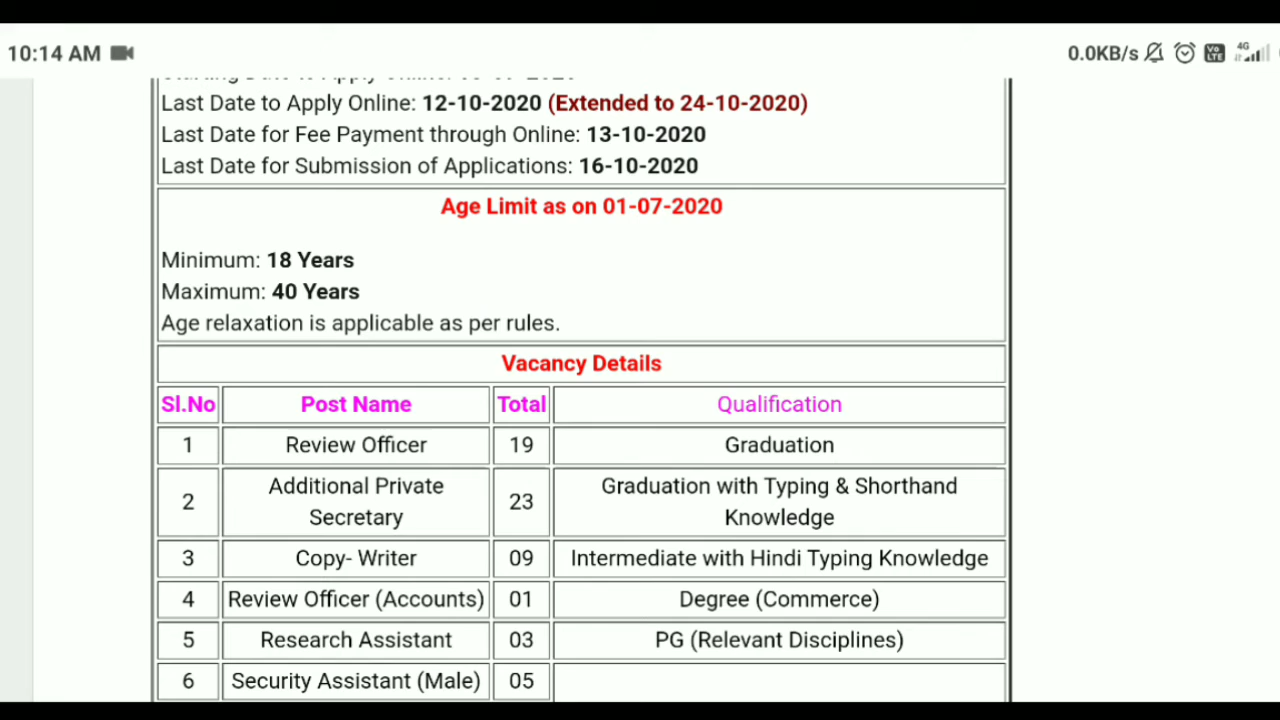 10:14 AM
0.0KB/s
Vo LTE
4G
Last Date to Apply Online: 12-10-2020 (Extended to 24-10-2020)
Last Date for Fee Payment through Online: 13-10-2020
Last Date for Submission of Applications: 16-10-2020
Age Limit as on 01-07-2020
Minimum: 18 Years
Maximum: 40 Years
Age relaxation is applicable as per rules.
Vacancy Details
Sl.No Post Name Total Qualification
1 Review Officer 19 Graduation
2 Additional Private Secretary 23 Graduation with Typing & Shorthand Knowledge
3 Copy- Writer 09 Intermediate with Hindi Typing Knowledge
4 Review Officer (Accounts) 01 Degree (Commerce)
5 Research Assistant 03 PG (Relevant Disciplines)
6 Security Assistant (Male) 05